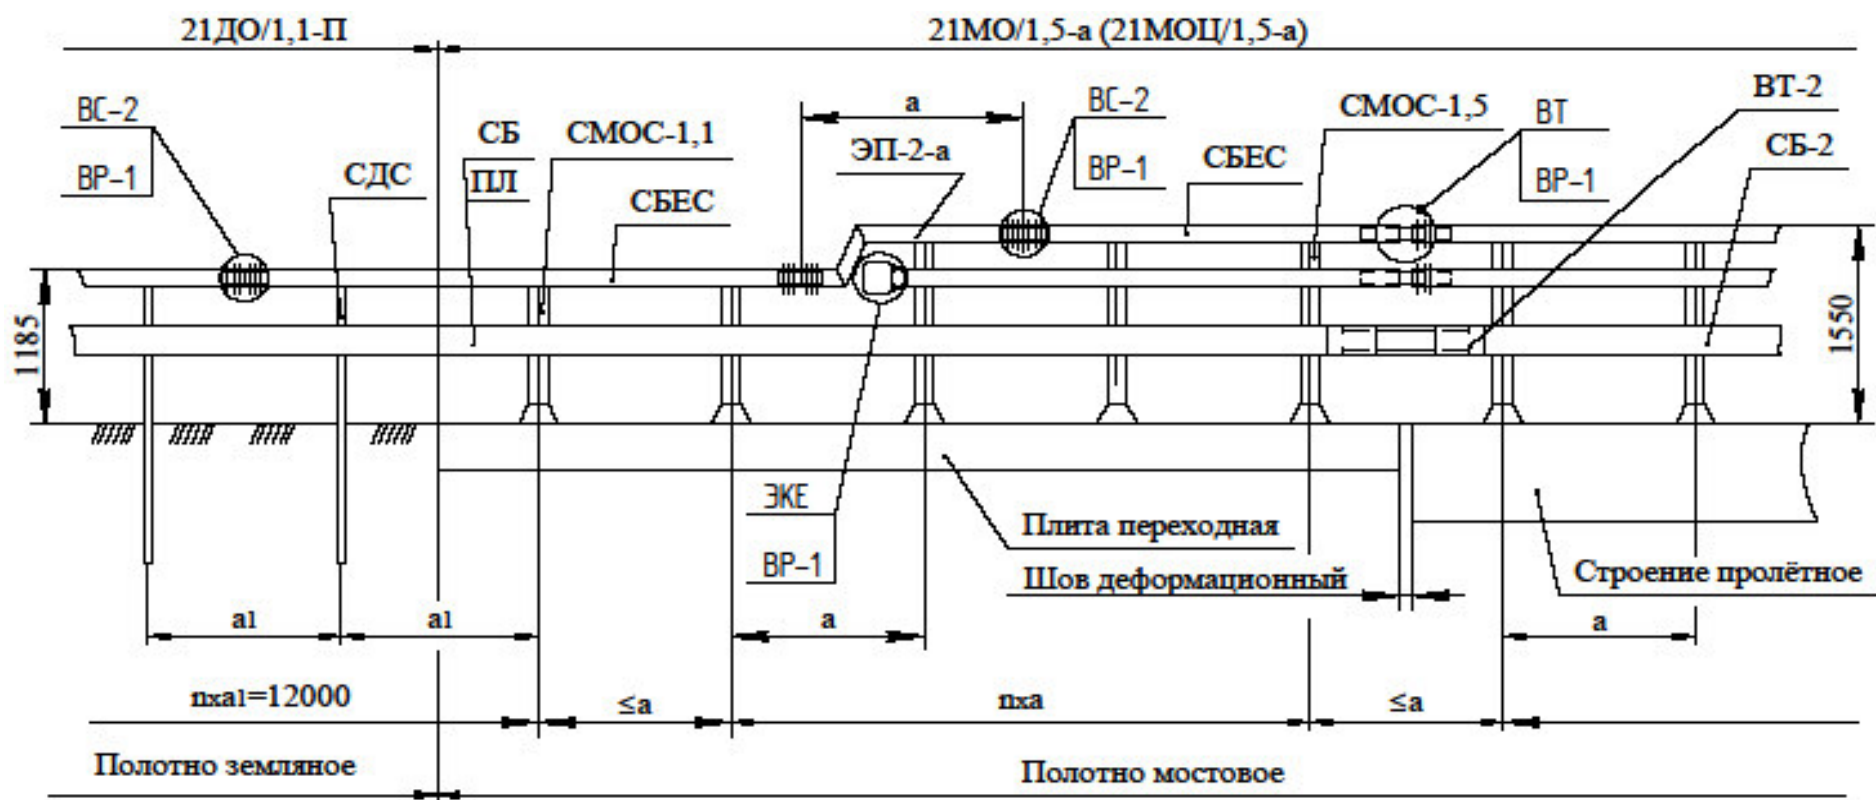 21ДО/1,1-П
21МО/1,5-а (21МОЦ/1,5-а)
ВС-2
ВР-1
СДС
СБ
ПЛ
СМОС-1,1
СБЕС
а
ЭП-2-а
ВС-2
ВР-1
СБЕС
СМОС-1,5
ВТ
ВР-1
ВТ-2
СБ-2
1185
1550
ЭКЕ
ВР-1
Плита переходная
Шов деформационный
Строение пролётное
а1
а1
а
а
nxa1=12000
≤а
nxa
≤а
Полотно земляное
Полотно мостовое